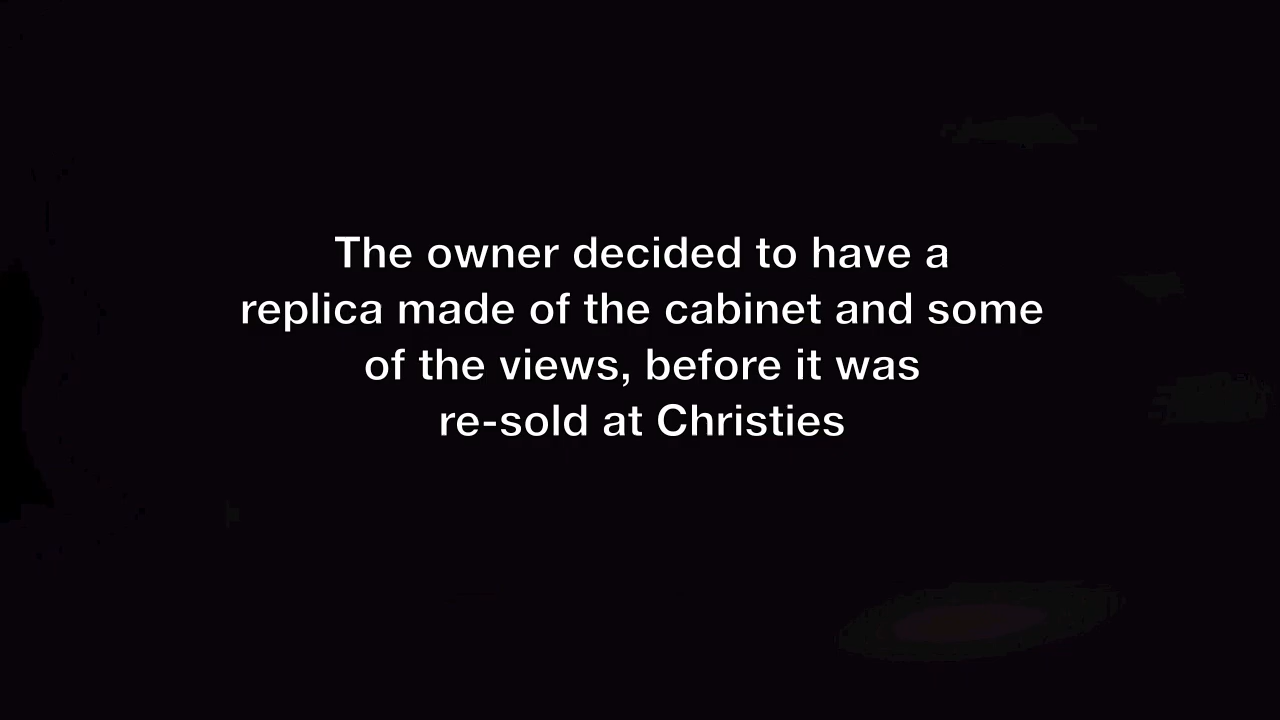 The owner decided to have a
replica made of the cabinet and some
of the views, before it was
re-sold at Christies